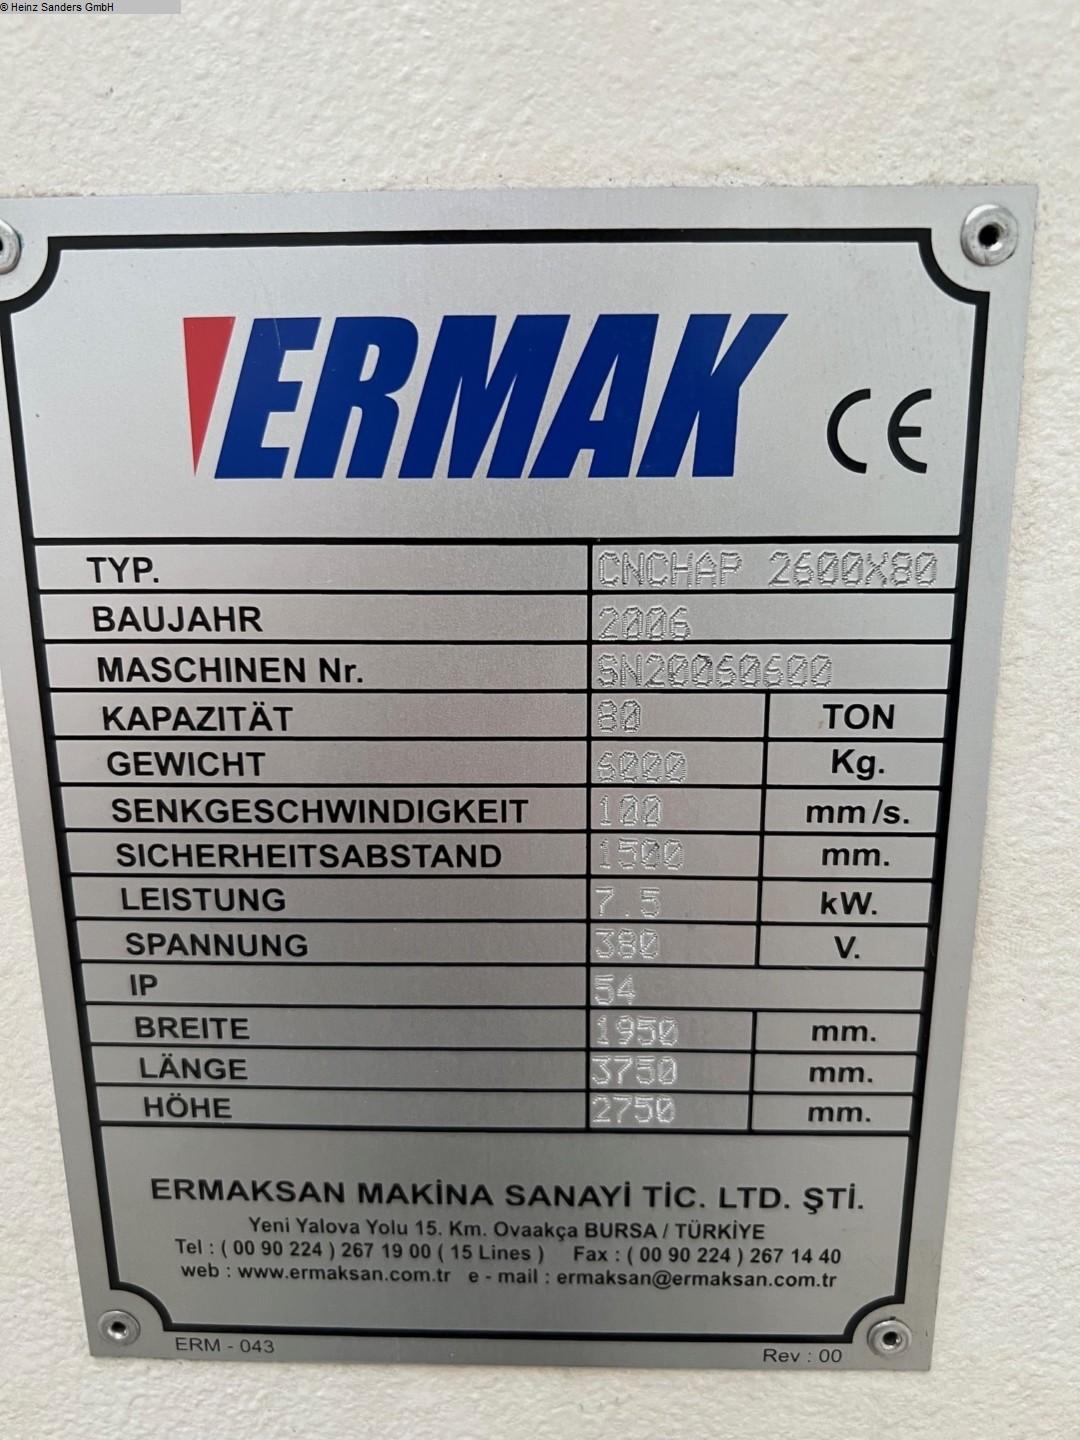 © Heinz Sanders GmbH
ERMAK CE
TYP. CNCHAP 2600X80
BAUJAHR 2006
MASCHINEN Nr. SN20060600
KAPAZITÄT 80 TON
GEWICHT 6000 Kg.
SENKGESCHWINDIGKEIT 100 mm/s.
SICHERHEITSABSTAND 1500 mm.
LEISTUNG 7.5 kW.
SPANNUNG 380 V.
IP 54
BREITE 1950 mm.
LÄNGE 3750 mm.
HÖHE 2750 mm.
ERMAKSAN MAKİNA SANAYİ TİC. LTD. ŞTİ.
Yeni Yalova Yolu 15. Km. Ovaakça BURSA / TÜRKİYE
Tel : ( 00 90 224 ) 267 19 00 ( 15 Lines ) Fax : ( 00 90 224 ) 267 14 40
web : www.ermaksan.com.tr e - mail : ermaksan@ermaksan.com.tr
ERM - 043 Rev : 00